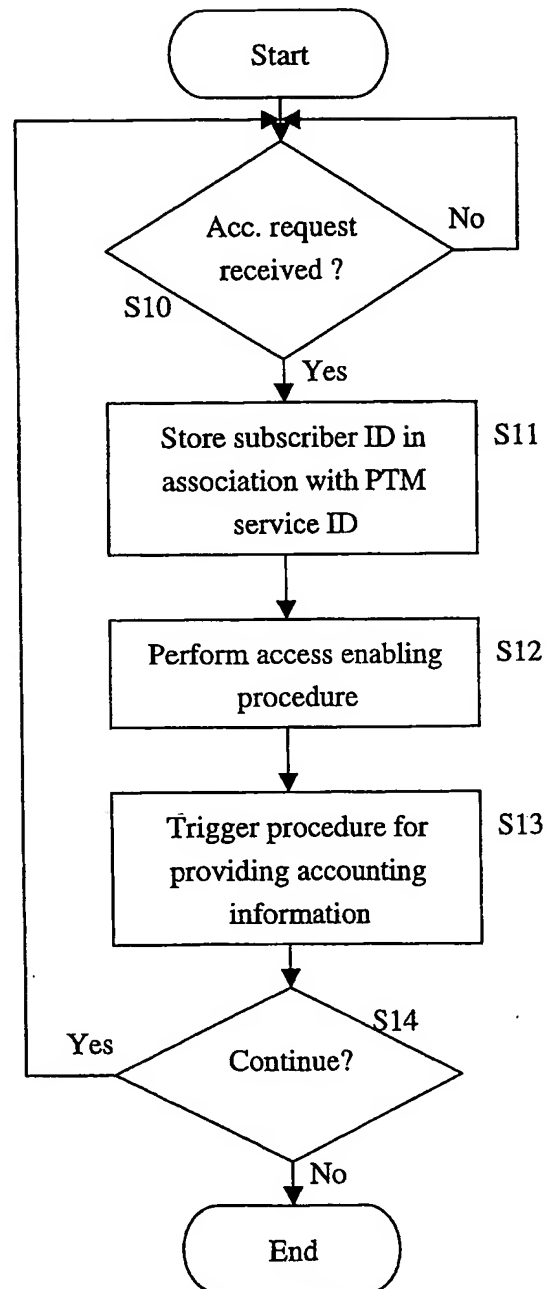 Start
Acc. request
received ?
No
S10
Yes
Store subscriber ID in
association with PTM
service ID
S11
Perform access enabling
procedure
S12
Trigger procedure for
providing accounting
information
S13
S14
Yes
Continue?
No
End